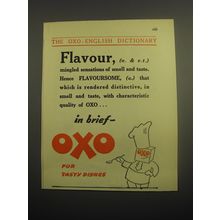 THE OXO-ENGLISH DICTIONARY
Flavour, (n. & v.t.)
mingled sensations of smell and taste.
Hence FLAVOURSOME, (a.) that
which is rendered distinctive, in
smell and taste, with characteristic
quality of OXO...
in brief–
OXO
FOR
TASTY DISHES